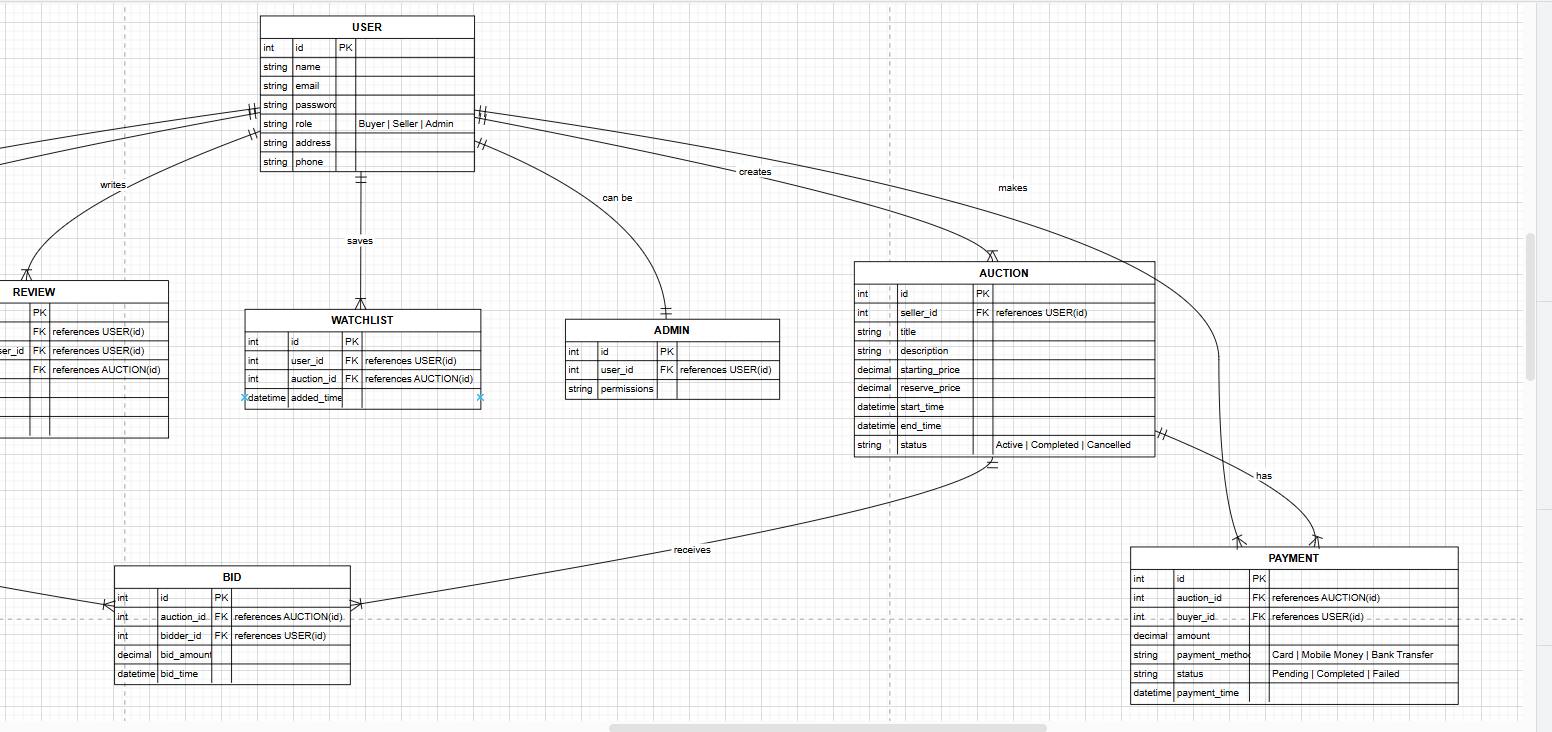 USER
int id PK
string name
string email
string password
string role Buyer | Seller | Admin
string address
string phone
writes
saves
can be
creates
makes
REVIEW
PK
FK references USER(id)
ser_id FK references USER(id)
FK references AUCTION(id)
WATCHLIST
int id PK
int user_id FK references USER(id)
int auction_id FK references AUCTION(id)
datetime added_time
ADMIN
int id PK
int user_id FK references USER(id)
string permissions
AUCTION
int id PK
int seller_id FK references USER(id)
string title
string description
decimal starting_price
decimal reserve_price
datetime start_time
datetime end_time
string status Active | Completed | Cancelled
has
receives
BID
int id PK
int auction_id FK references AUCTION(id)
int bidder_id FK references USER(id)
decimal bid_amount
datetime bid_time
PAYMENT
int id PK
int auction_id FK references AUCTION(id)
int buyer_id FK references USER(id)
decimal amount
string payment_method Card | Mobile Money | Bank Transfer
string status Pending | Completed | Failed
datetime payment_time